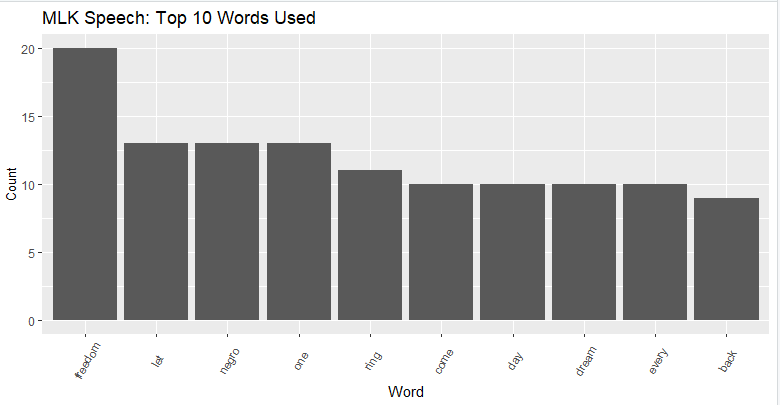 MLK Speech: Top 10 Words Used
20
15
10
5
0
Count
freedom let negro one ring come day dream every back
Word